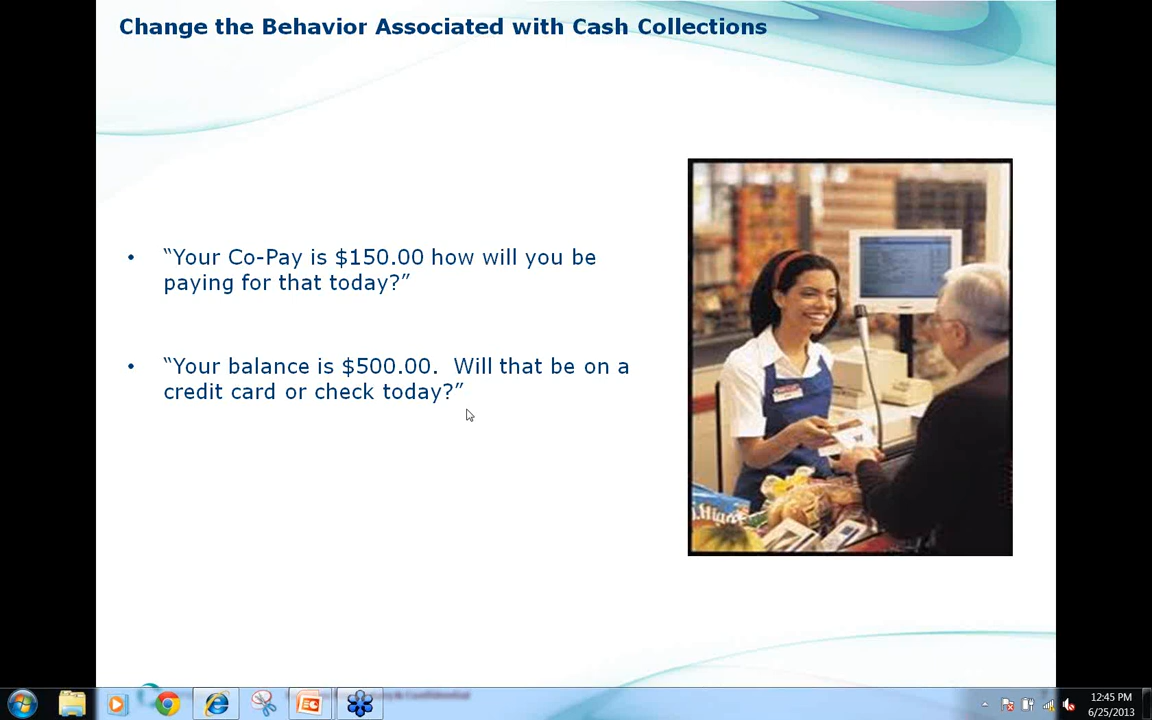 Change the Behavior Associated with Cash Collections
• “Your Co-Pay is $150.00 how will you be
paying for that today?”
• “Your balance is $500.00.  Will that be on a
credit card or check today?”
12:45 PM
6/25/2013